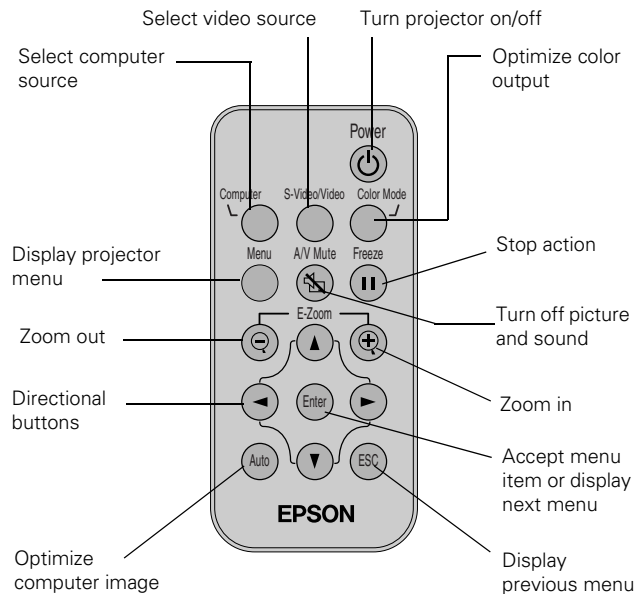 Select video source
Turn projector on/off
Select computer
source
Optimize color
output
Power
Computer
S-Video/Video
Color Mode
Display projector
menu
Menu
A/V Mute
Freeze
Stop action
E-Zoom
Zoom out
Turn off picture
and sound
Directional
buttons
Enter
Zoom in
Auto
ESC
Accept menu
item or display
next menu
EPSON
Optimize
computer image
Display
previous menu